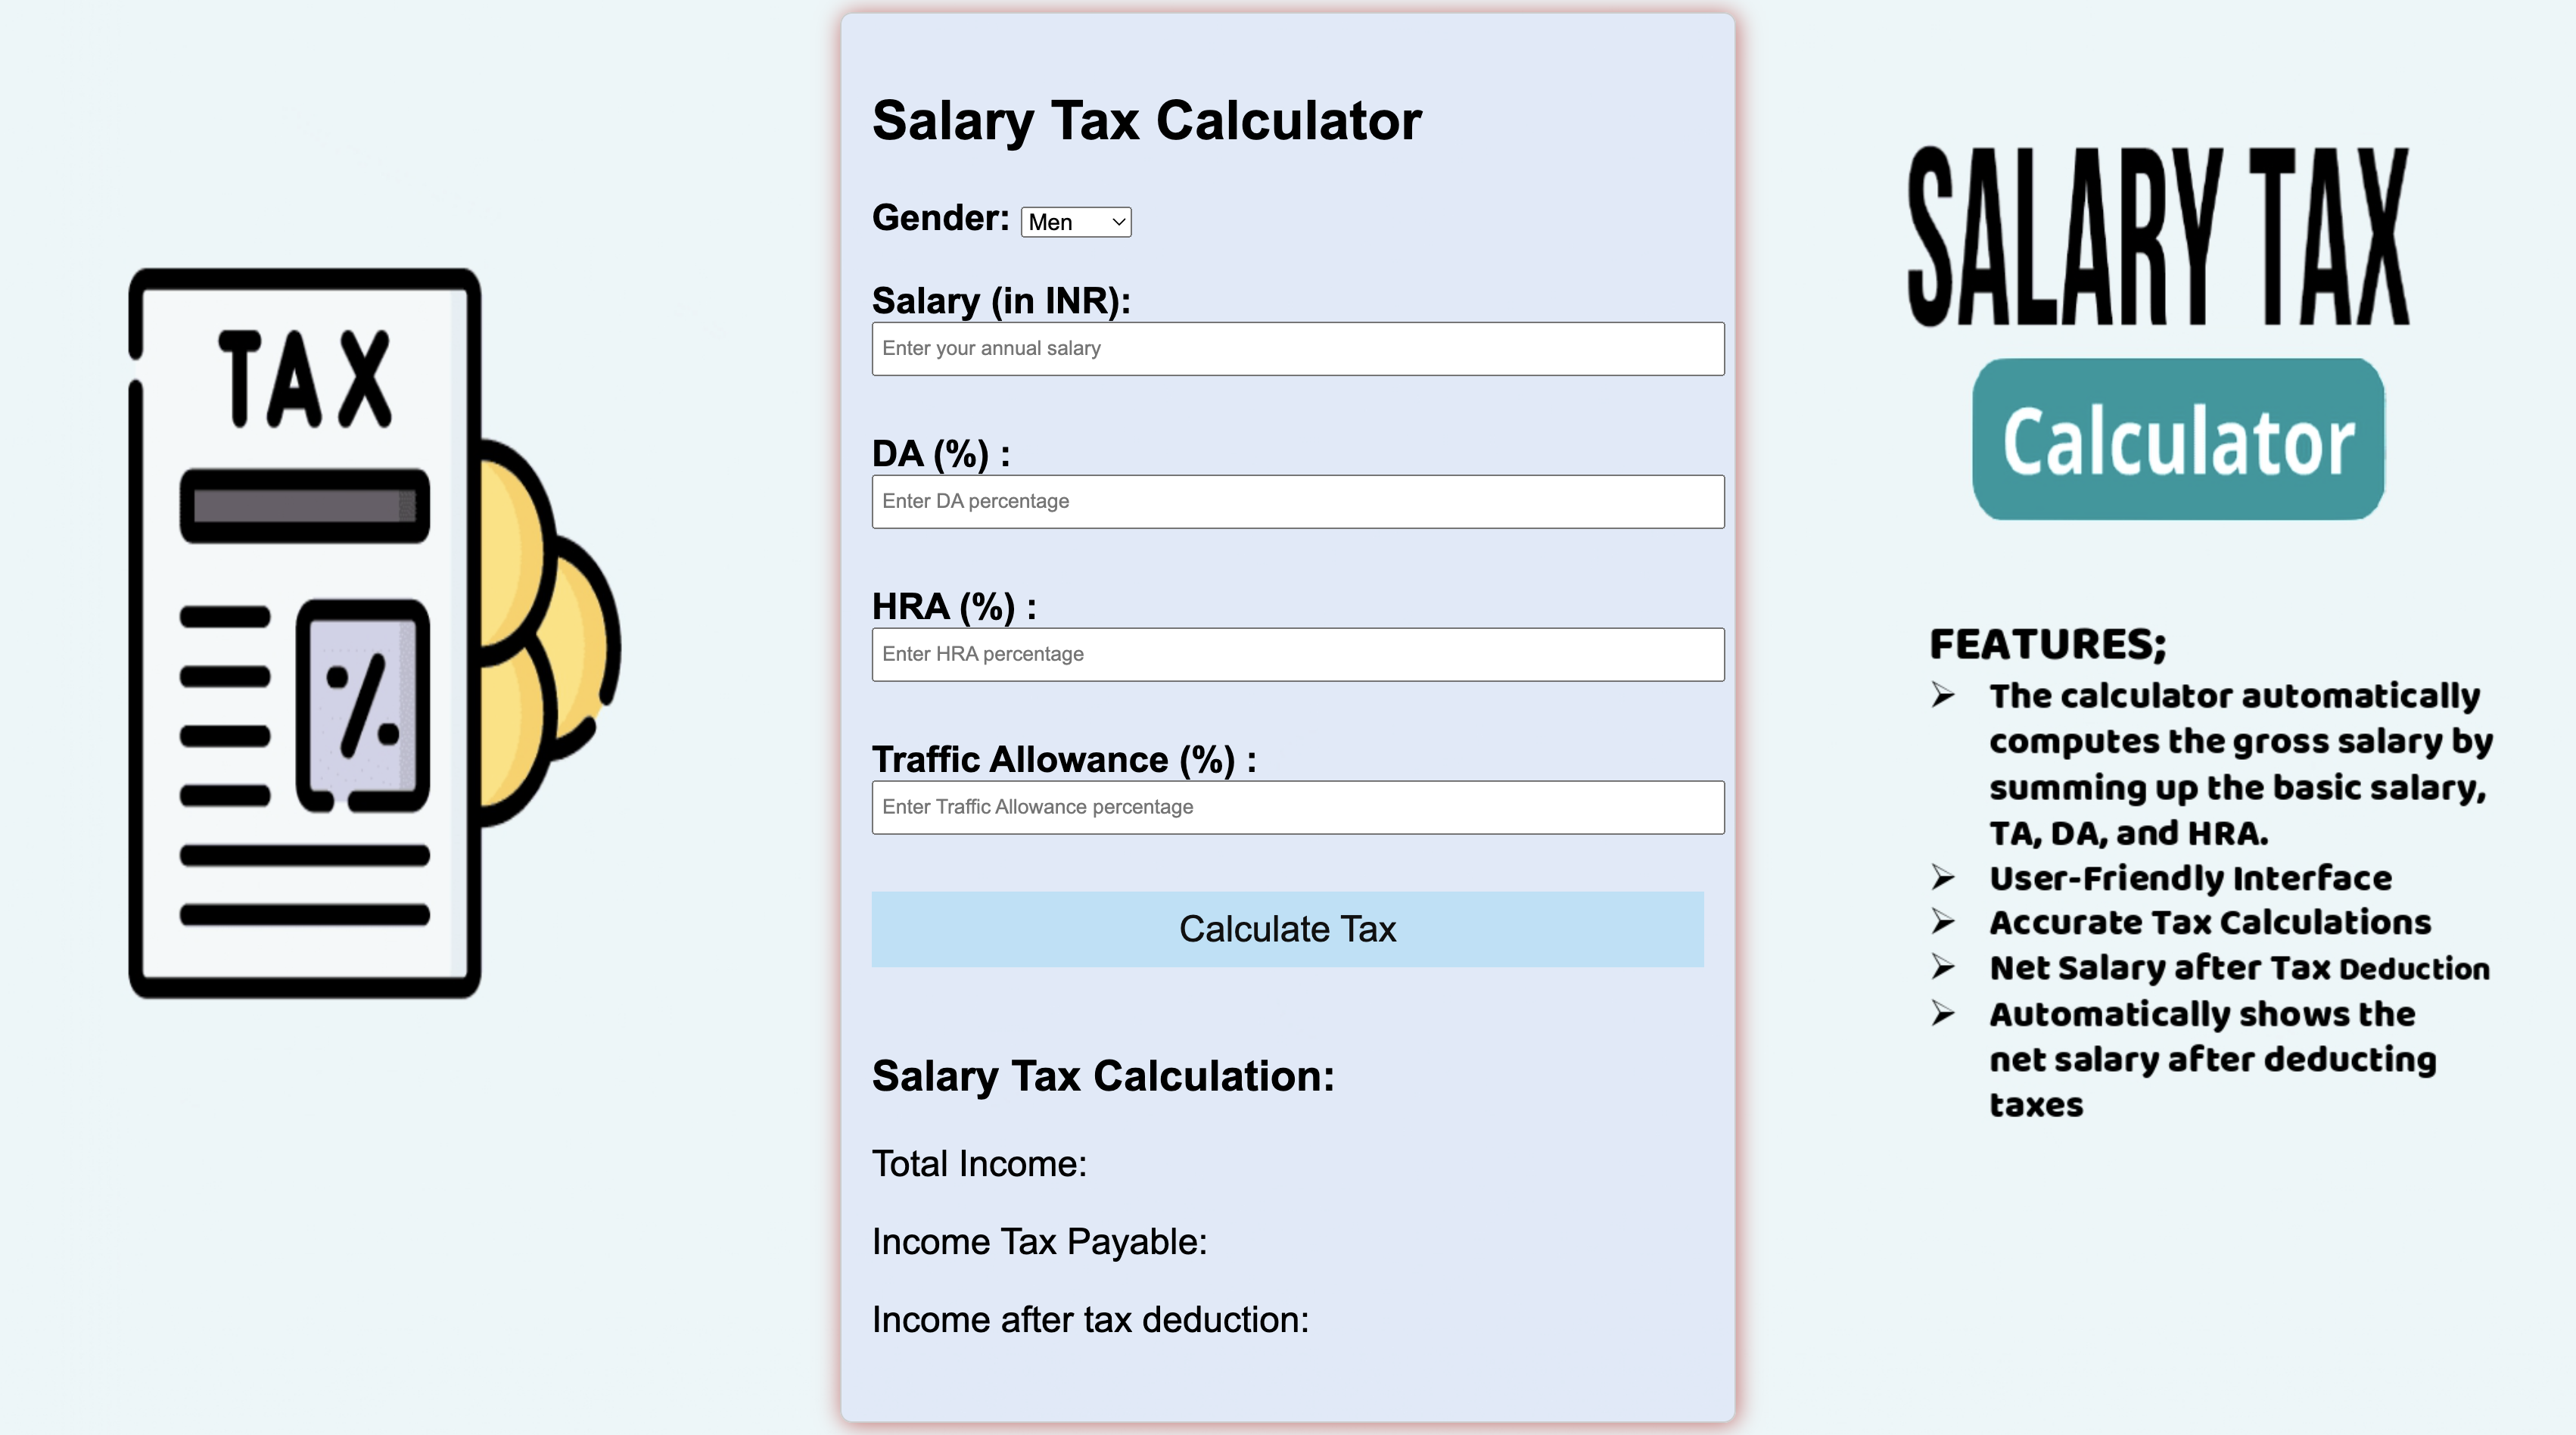 TAX
%
Salary Tax Calculator
Gender: Men
Salary (in INR):
Enter your annual salary
DA (%) :
Enter DA percentage
HRA (%) :
Enter HRA percentage
Traffic Allowance (%) :
Enter Traffic Allowance percentage
Calculate Tax
Salary Tax Calculation:
Total Income:
Income Tax Payable:
Income after tax deduction:
SALARY TAX
Calculator
FEATURES;
➢ The calculator automatically
computes the gross salary by
summing up the basic salary,
TA, DA, and HRA.
➢ User-Friendly Interface
➢ Accurate Tax Calculations
➢ Net Salary after Tax Deduction
➢ Automatically shows the
net salary after deducting
taxes